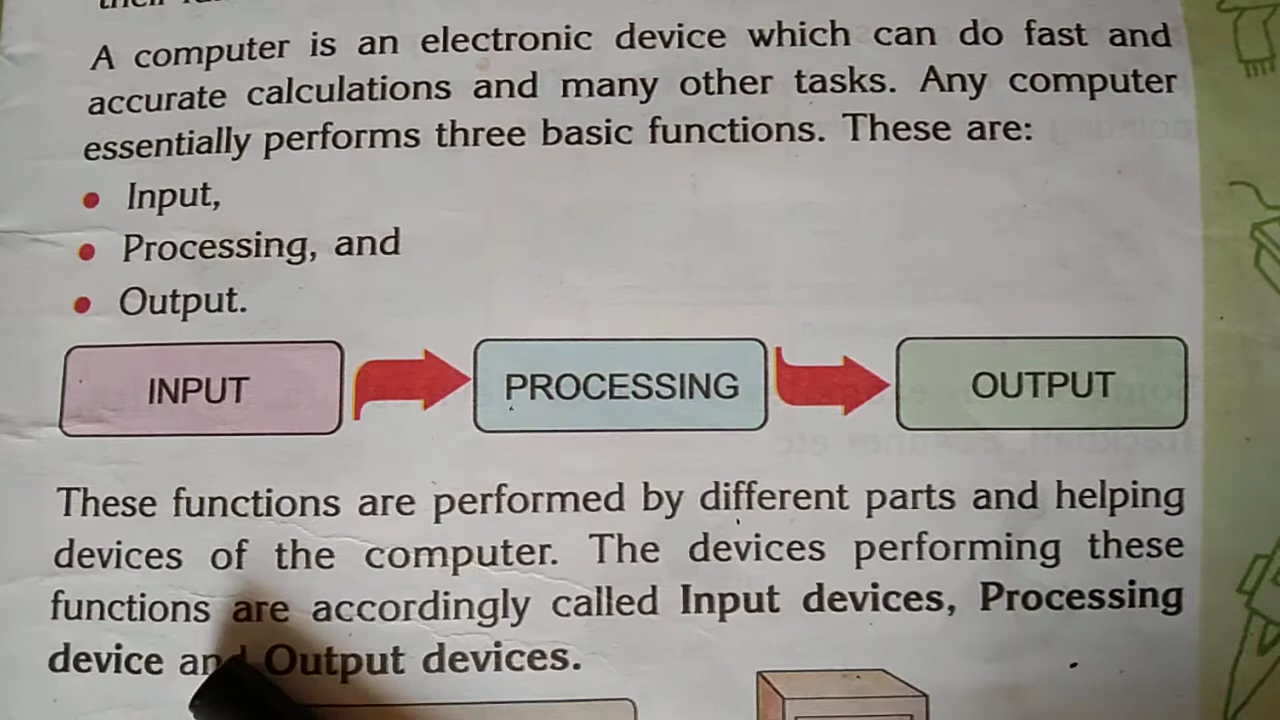 A computer is an electronic device which can do fast and
accurate calculations and many other tasks. Any computer
essentially performs three basic functions. These are:
• Input,
• Processing, and
• Output.
INPUT PROCESSING OUTPUT
These functions are performed by different parts and helping
devices of the computer. The devices performing these
functions are accordingly called Input devices, Processing
device and Output devices.